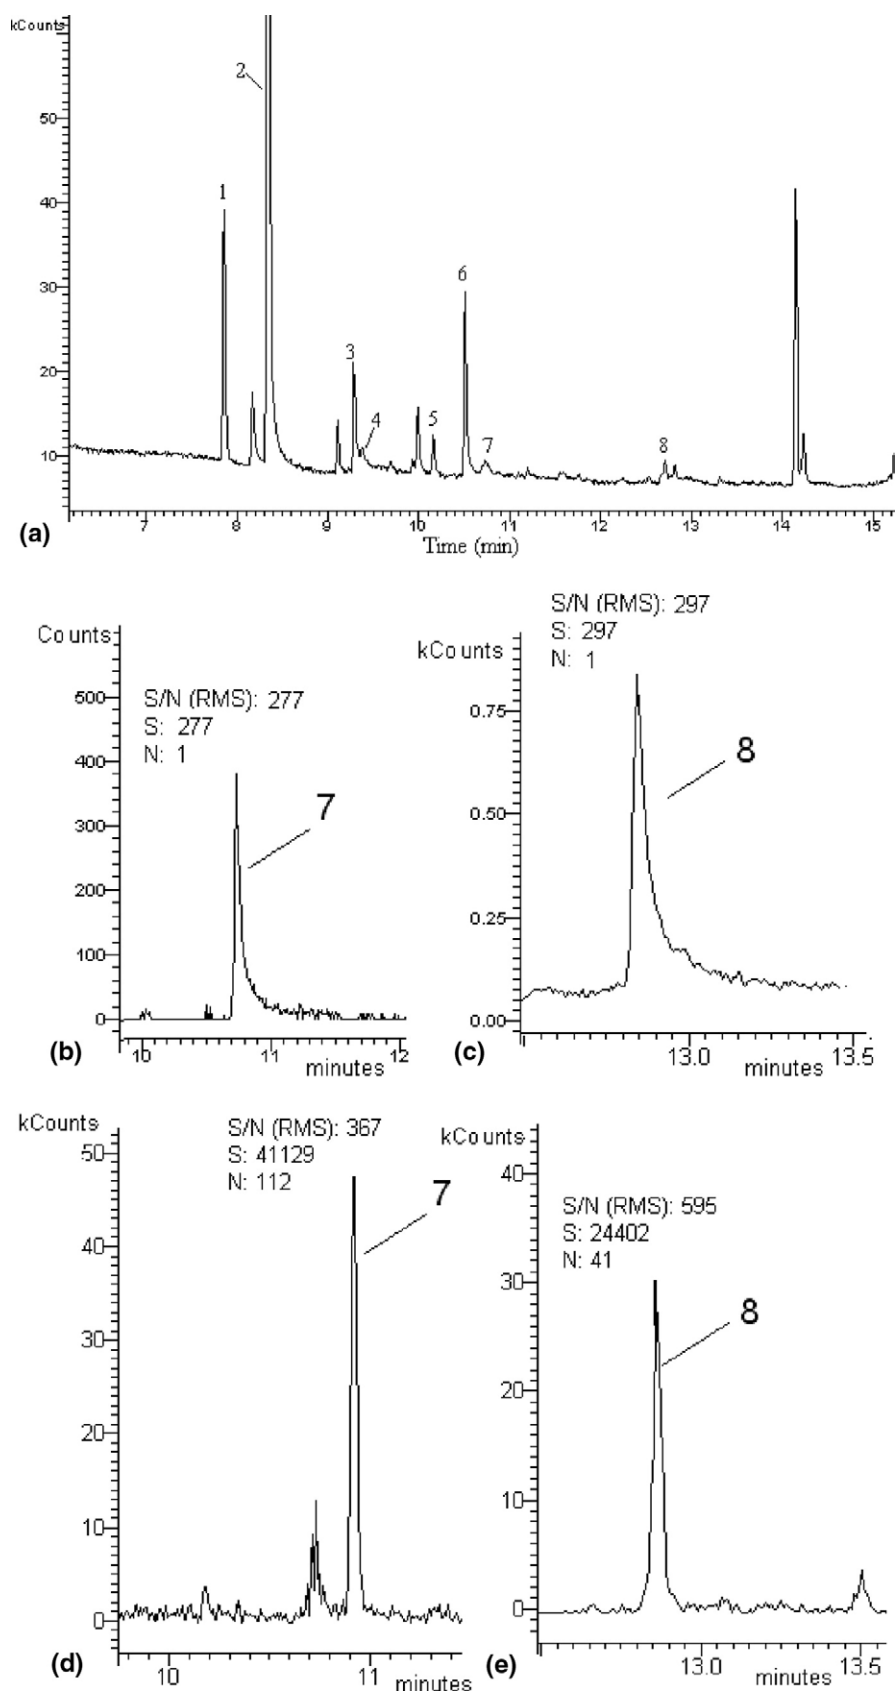 kCounts
2
50
1
40
6
30
3
20
4
5
7
8
10
7
8
9
10
11
12
13
14
15
(a)
Time (min)
Counts
S/N (RMS): 277
S: 277
N: 1
500
400
7
300
200
100
0
10
11
12
(b)
minutes
S/N (RMS): 297
S: 297
N: 1
kCounts
0.75
8
0.50
0.25
0.00
13.0
13.5
(c)
minutes
kCounts
S/N (RMS): 367
S: 41129
N: 112
50
7
40
30
20
10
0
10
11
(d)
minutes
kCounts
40
S/N (RMS): 595
S: 24402
N: 41
30
8
20
10
0
13.0
13.5
(e)
minutes